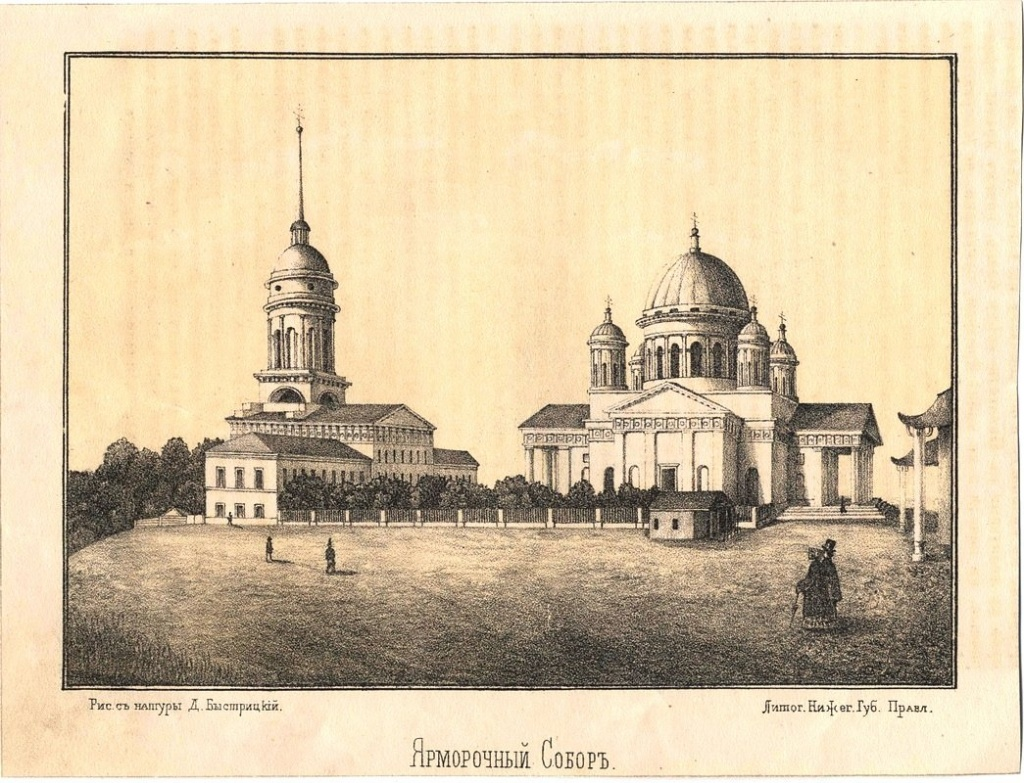 Рис. съ натуры Д. Быстрицкій.
Литог. Нижег. Губ. Правл.
Ярморочный Соборъ.